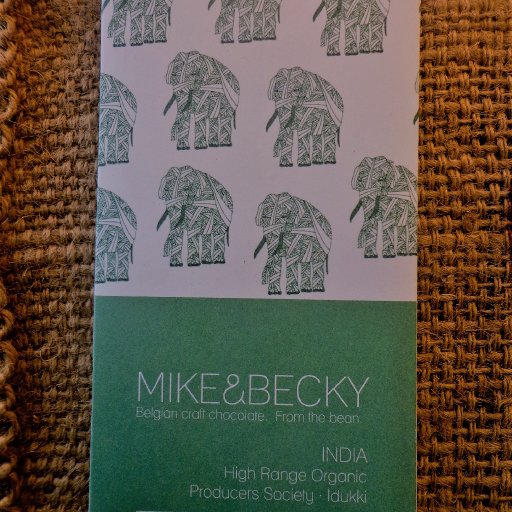 MIKE&BECKY
Belgian craft chocolate. From the bean.
INDIA
High Range Organic
Producers Society · Idukki